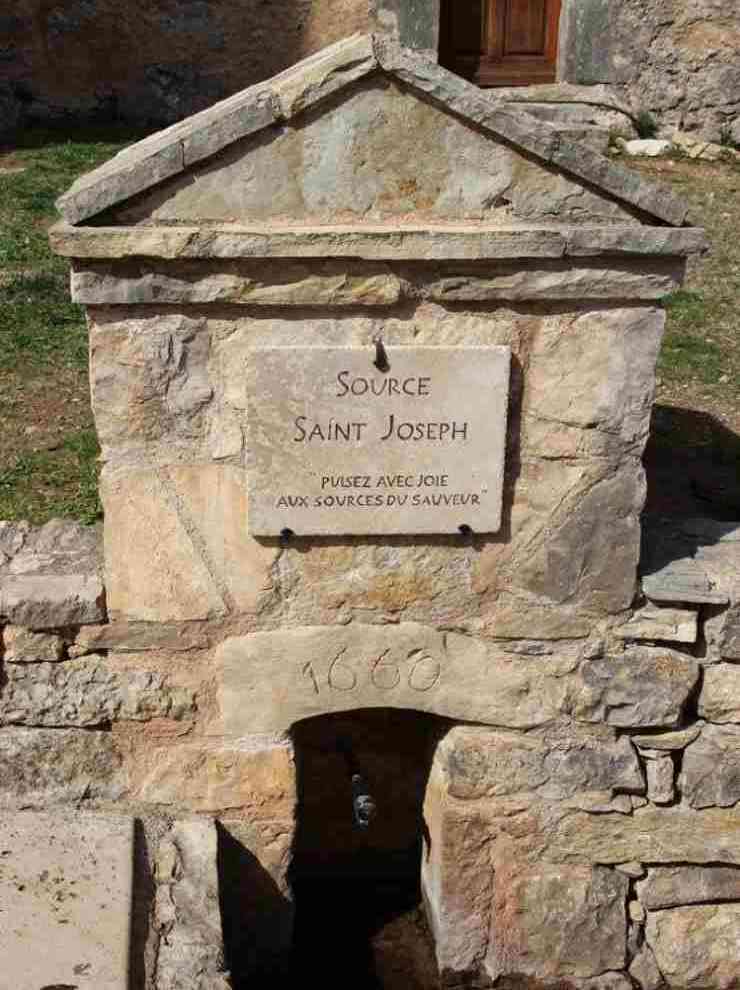 SOURCE
SAINT JOSEPH
"PUISEZ AVEC JOIE
AUX SOURCES DU SAUVEUR"
1660